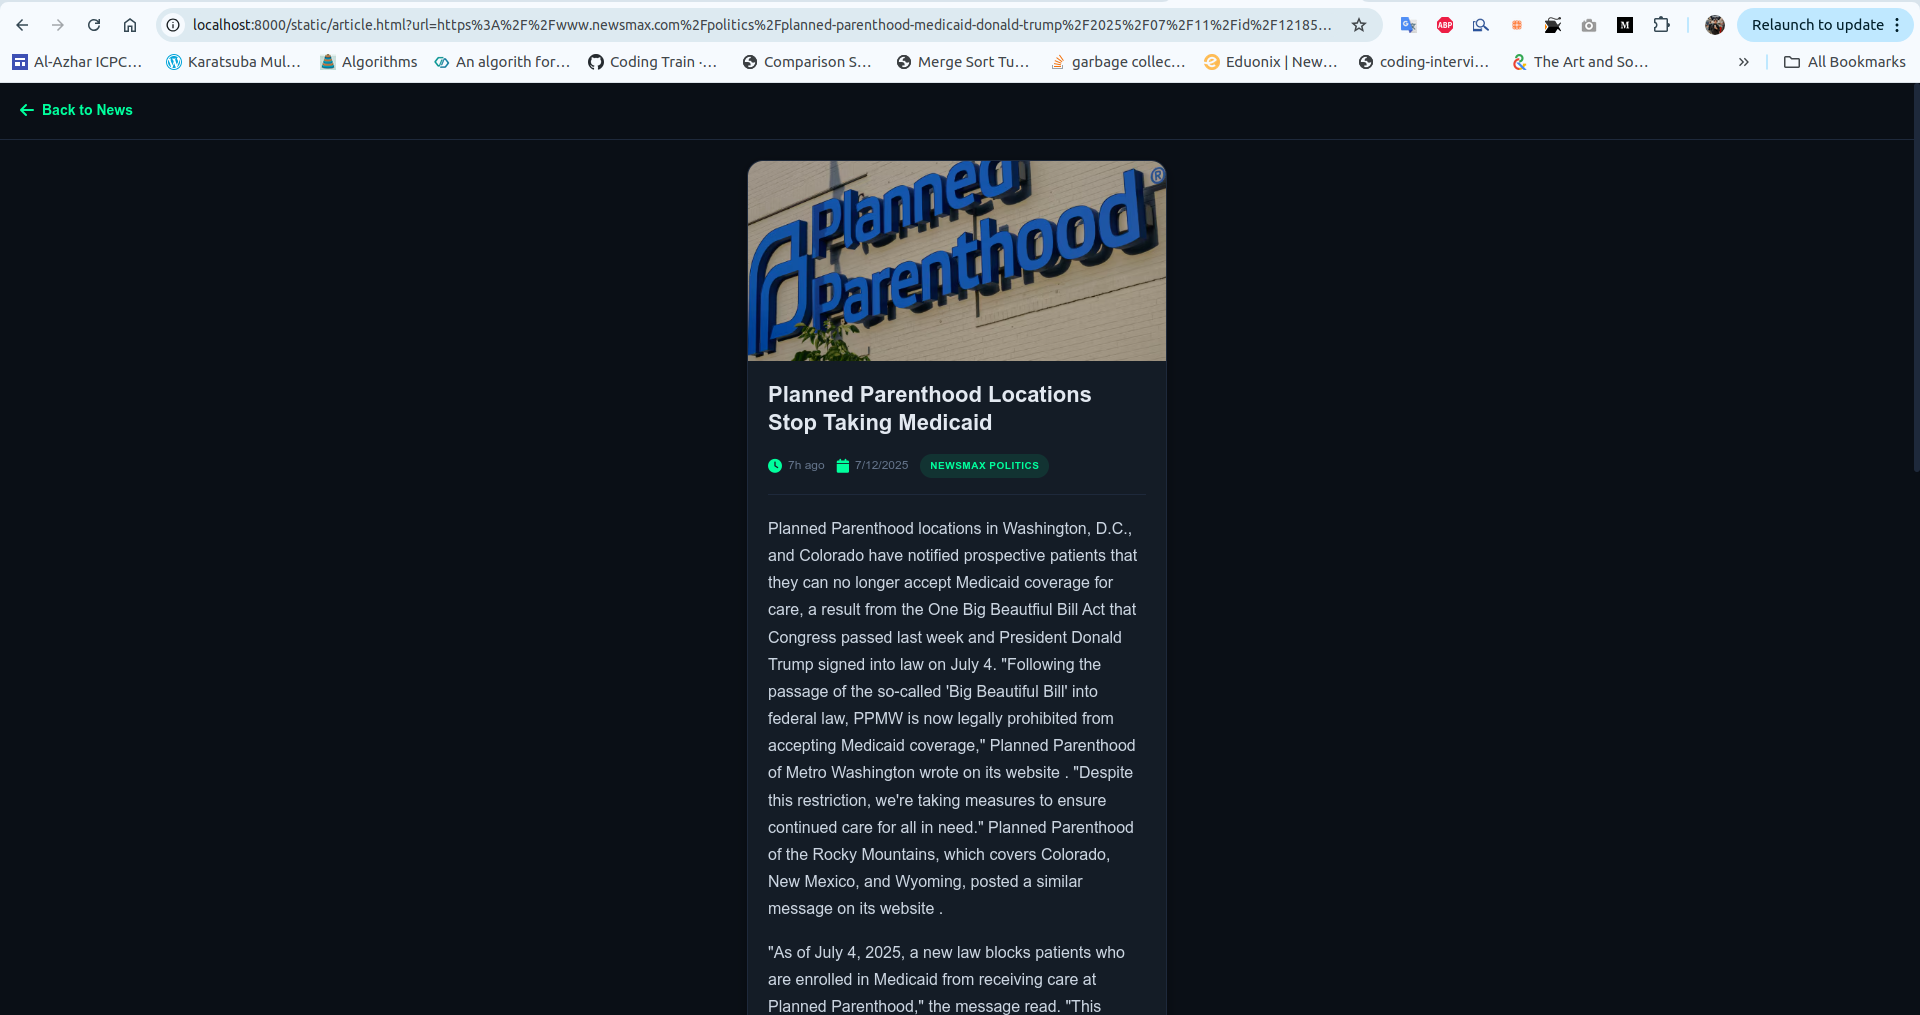 localhost:8000/static/article.html?url=https%3A%2F%2Fwww.newsmax.com%2Fpolitics%2Fplanned-parenthood-medicaid-donald-trump%2F2025%2F07%2F11%2Fid%2F12185...
ABP
M
Relaunch to update
Al-Azhar ICPC...
Karatsuba Mul...
Algorithms
An algorith for...
Coding Train -...
Comparison S...
Merge Sort Tu...
garbage collec...
Eduonix | New...
coding-intervi...
The Art and So...
»
All Bookmarks
Back to News
Planned
Parenthood®
Planned Parenthood Locations
Stop Taking Medicaid
7h ago 7/12/2025 NEWSMAX POLITICS
Planned Parenthood locations in Washington, D.C.,
and Colorado have notified prospective patients that
they can no longer accept Medicaid coverage for
care, a result from the One Big Beautfiul Bill Act that
Congress passed last week and President Donald
Trump signed into law on July 4. "Following the
passage of the so-called 'Big Beautiful Bill' into
federal law, PPMW is now legally prohibited from
accepting Medicaid coverage," Planned Parenthood
of Metro Washington wrote on its website . "Despite
this restriction, we're taking measures to ensure
continued care for all in need." Planned Parenthood
of the Rocky Mountains, which covers Colorado,
New Mexico, and Wyoming, posted a similar
message on its website .
"As of July 4, 2025, a new law blocks patients who
are enrolled in Medicaid from receiving care at
Planned Parenthood," the message read. "This